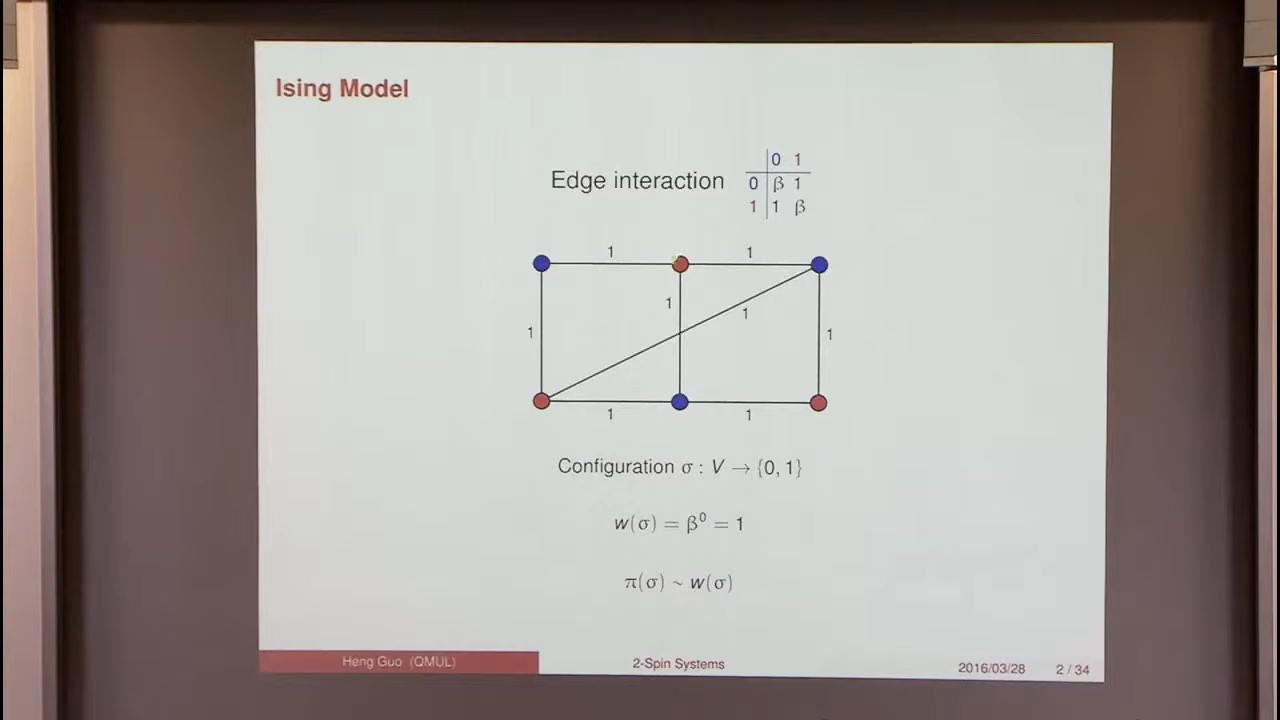 Ising Model
0 1
Edge interaction 0 β 1
1 1 β
1 1
1 1 1 1
1 1
Configuration σ : V → {0, 1}
w(σ) = β⁰ = 1
π(σ) ~ w(σ)
Heng Guo (QMUL) 2-Spin Systems 2016/03/28 2 / 34